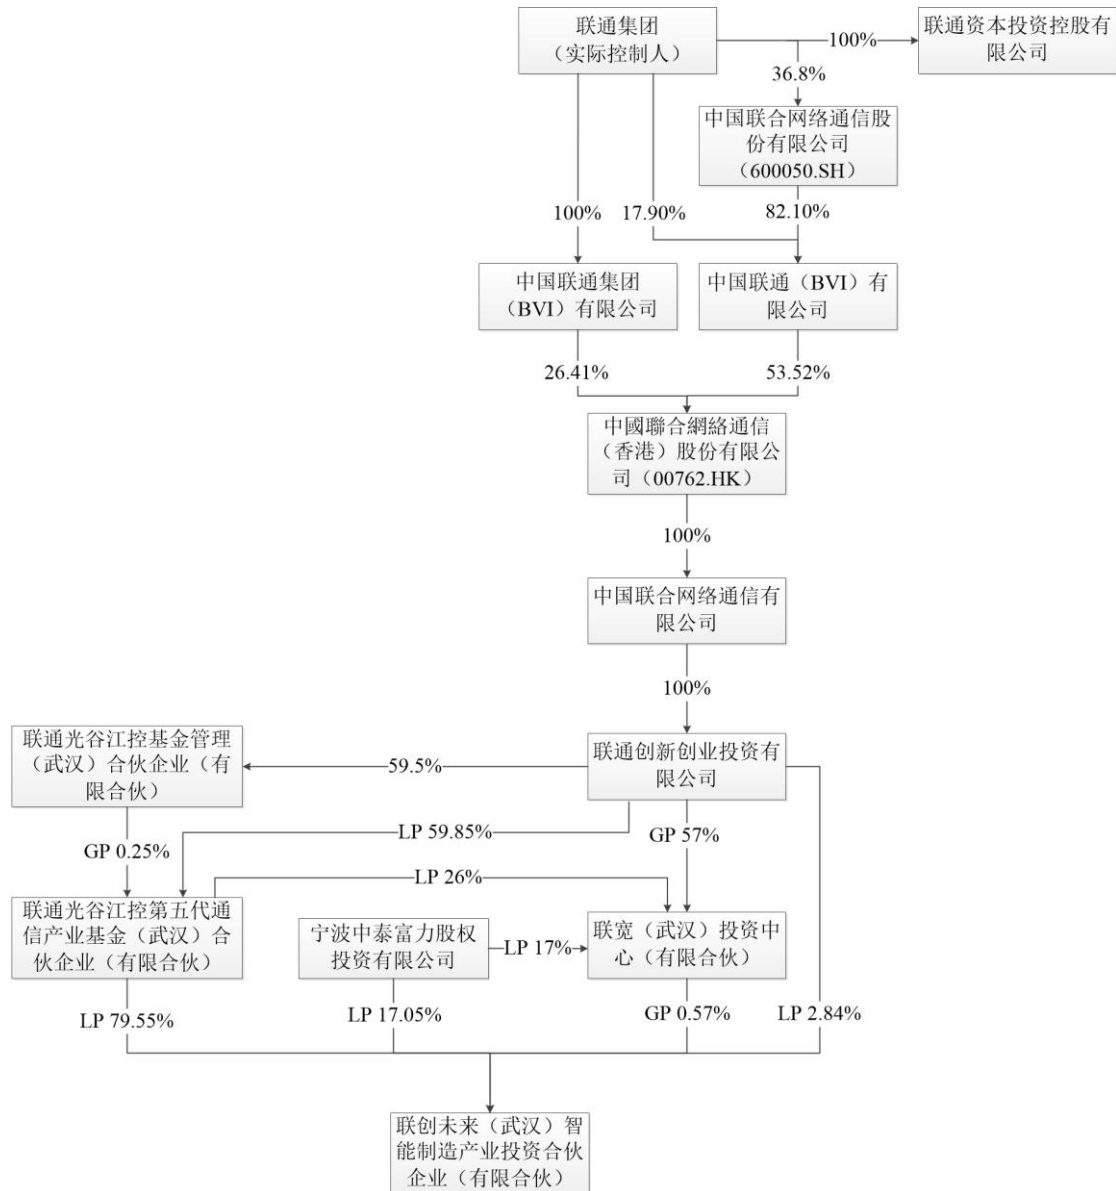 联通集团
（实际控制人）
100%
联通资本投资控股有
限公司
36.8%
中国联合网络通信股
份有限公司
（600050.SH）
100%
17.90%
82.10%
中国联通集团
（BVI）有限公司
中国联通（BVI）有
限公司
26.41%
53.52%
中國聯合網絡通信
（香港）股份有限公
司（00762.HK）
100%
中国联合网络通信有
限公司
100%
联通光谷江控基金管理
（武汉）合伙企业（有
限合伙）
59.5%
联通创新创业投资有
限公司
GP 0.25%
LP 59.85%
GP 57%
LP 26%
联通光谷江控第五代通
信产业基金（武汉）合
伙企业（有限合伙）
宁波中泰富力股权
投资有限公司
LP 17%
联宽（武汉）投资中
心（有限合伙）
LP 79.55%
LP 17.05%
GP 0.57%
LP 2.84%
联创未来（武汉）智
能制造产业投资合伙
企业（有限合伙）